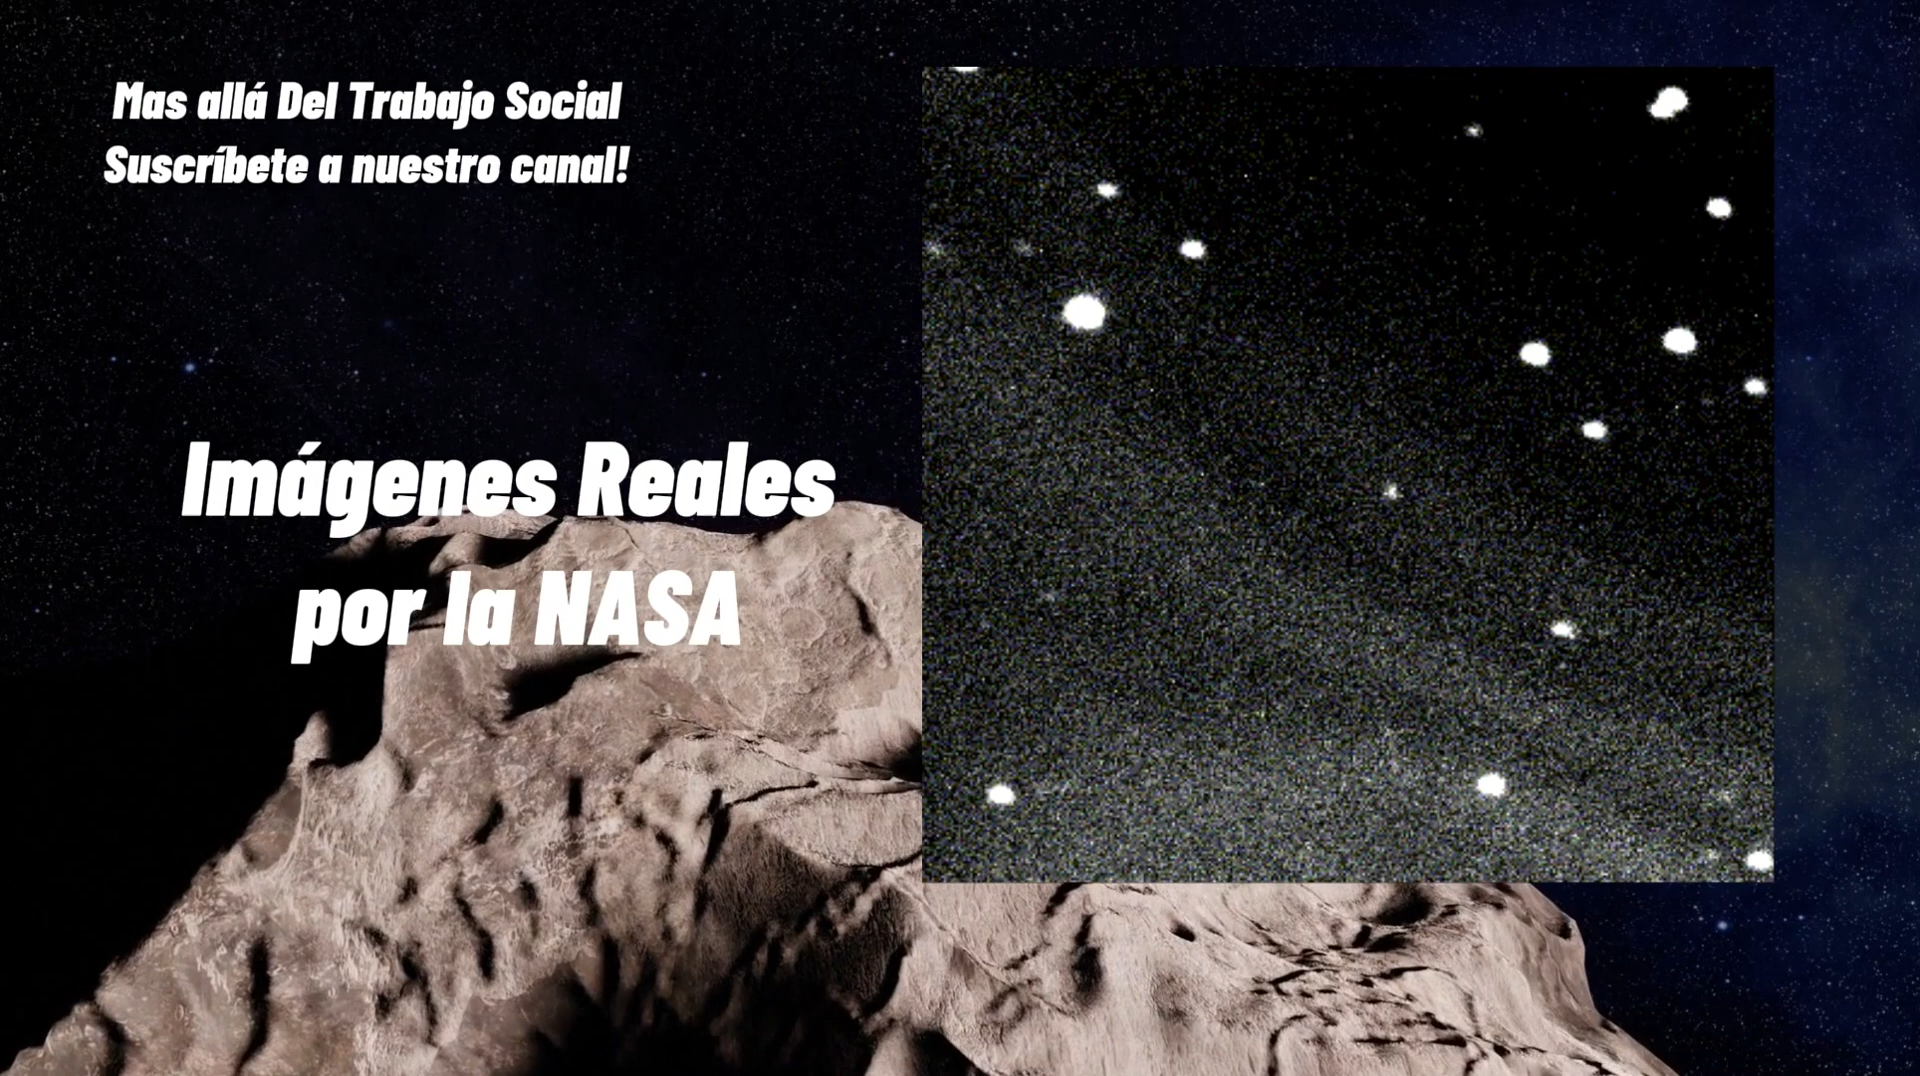 Mas allá Del Trabajo Social
Suscríbete a nuestro canal!
Imágenes Reales
por la NASA